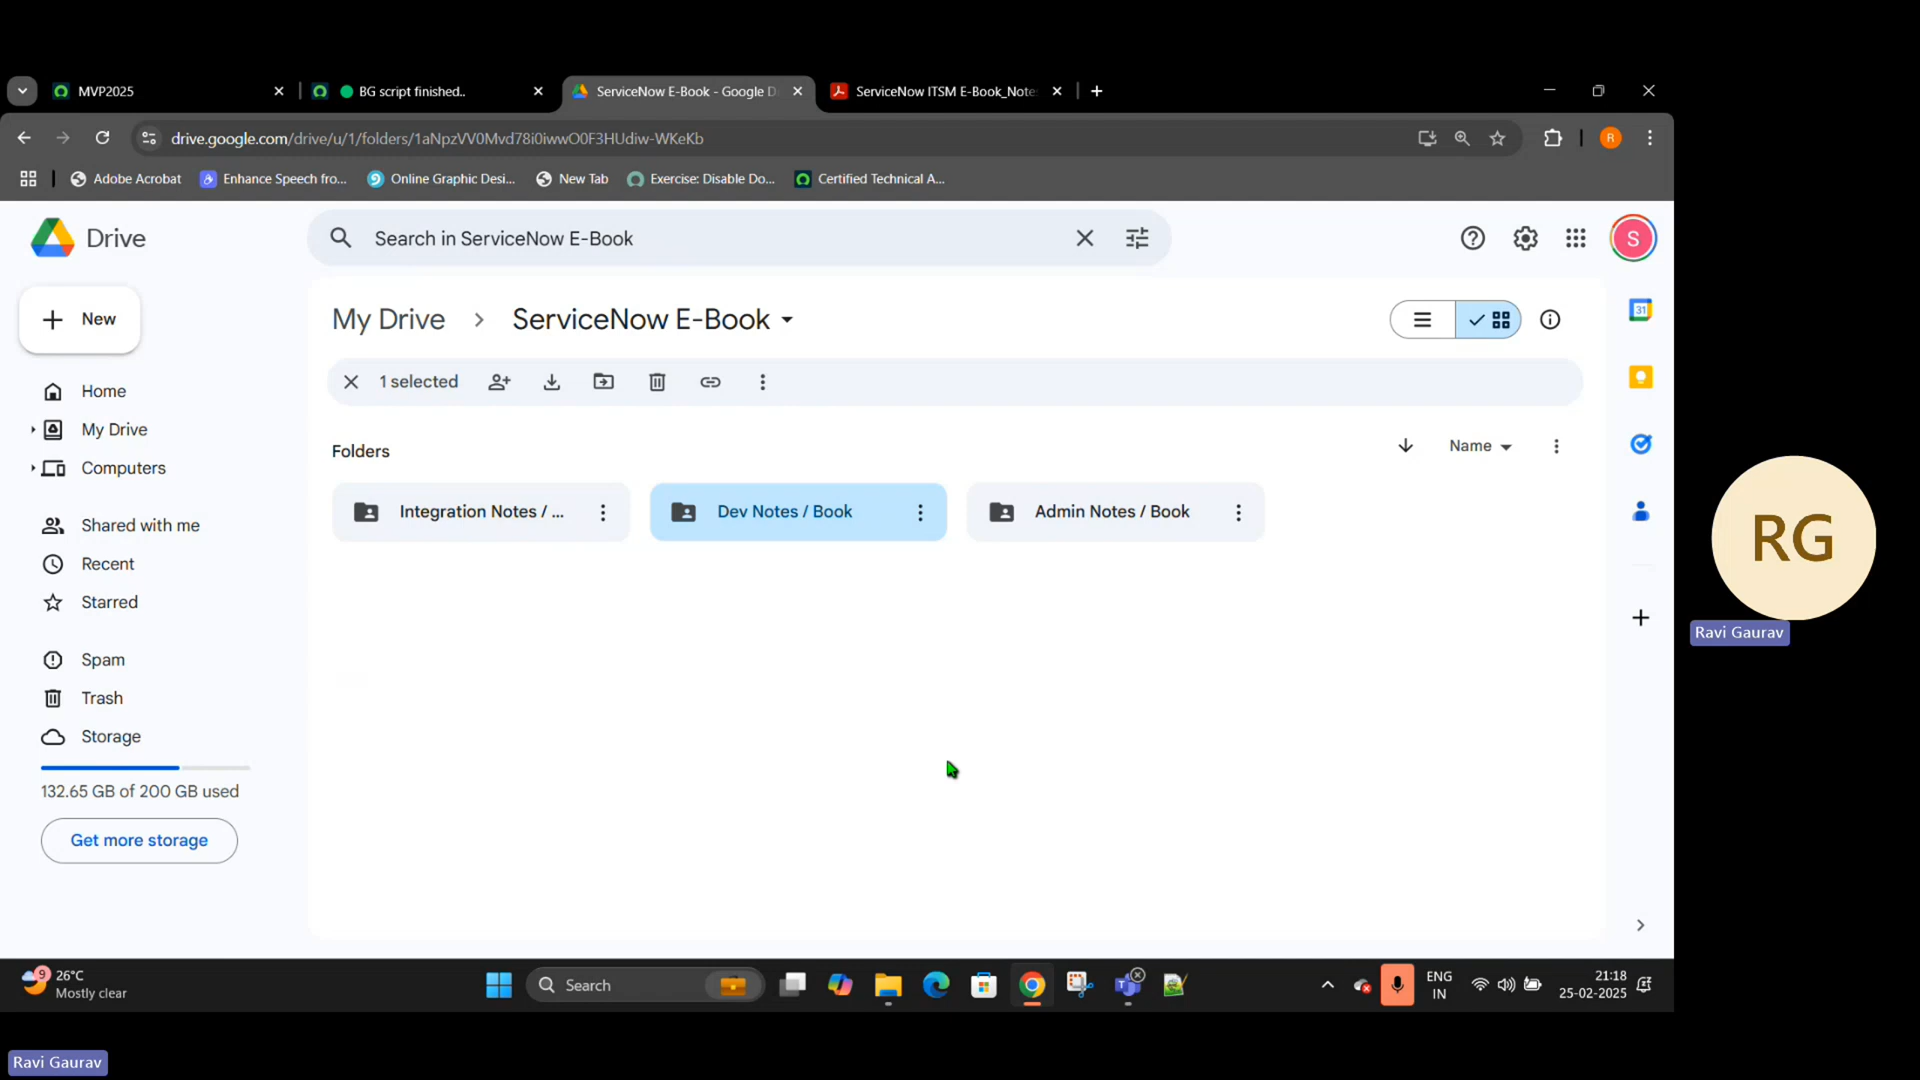 MVP2025
BG script finished..
ServiceNow E-Book - Google D
ServiceNow ITSM E-Book_Note
drive.google.com/drive/u/1/folders/1aNpzVV0Mvd78i0iwwO0F3HUdiw-WKeKb
R
Adobe Acrobat
Enhance Speech fro...
Online Graphic Desi...
New Tab
Exercise: Disable Do...
Certified Technical A...
Drive
Search in ServiceNow E-Book
S
New
My Drive
ServiceNow E-Book
31
1 selected
Home
My Drive
Computers
Folders
Name
Integration Notes / ...
Dev Notes / Book
Admin Notes / Book
Shared with me
Recent
Starred
RG
Ravi Gaurav
Spam
Trash
Storage
132.65 GB of 200 GB used
Get more storage
9
26°C
Mostly clear
Search
ENG
IN
21:18
25-02-2025
Ravi Gaurav